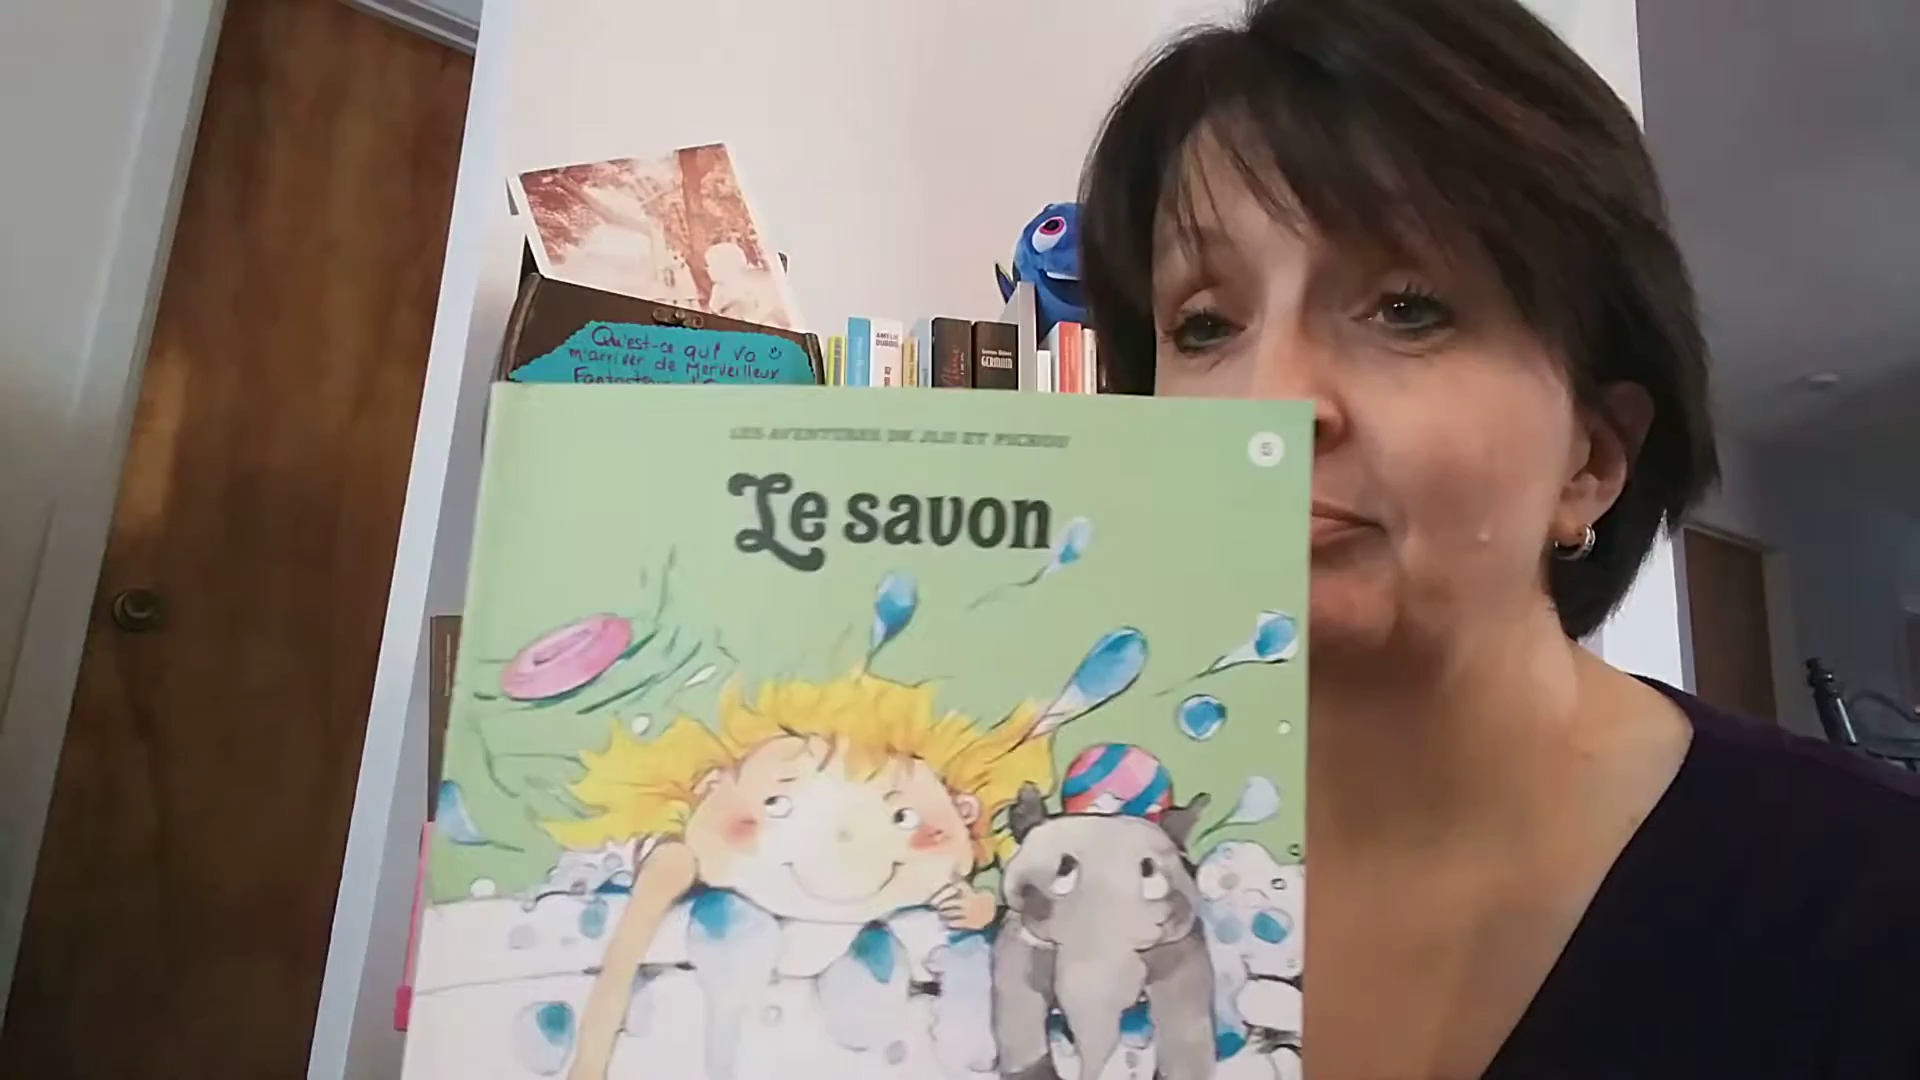 Qu'est-ce qui va
m'arriver de Merveilleux
AMÉLIE
DUBOIS
GERMAIN
LES AVENTURES DE JLO ET PICHOU
5
Le savon